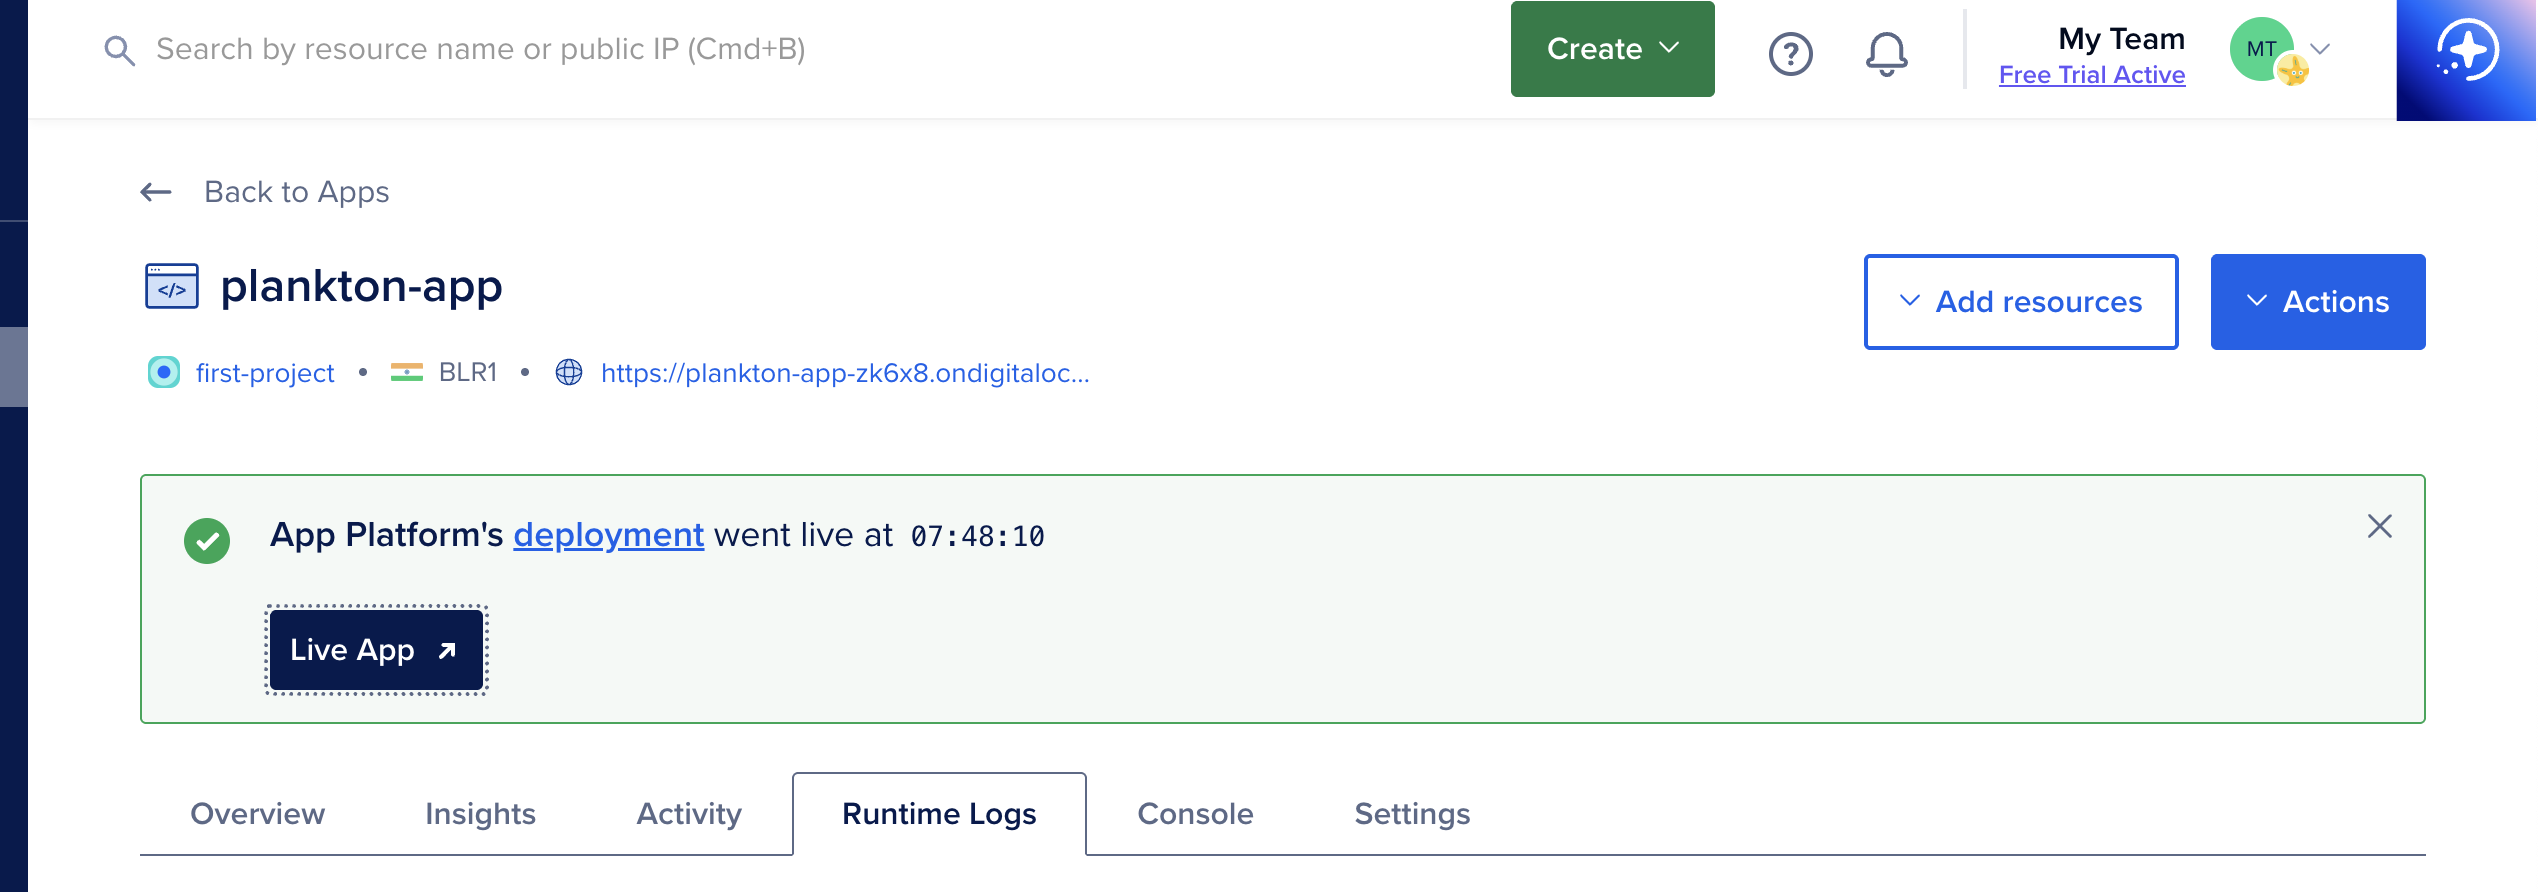 Search by resource name or public IP (Cmd+B)
Create
?
My Team
Free Trial Active
MT
Back to Apps
</>
plankton-app
first-project • BLR1 • https://plankton-app-zk6x8.ondigitaloc...
Add resources
Actions
App Platform's deployment went live at 07:48:10
Live App
Overview
Insights
Activity
Runtime Logs
Console
Settings